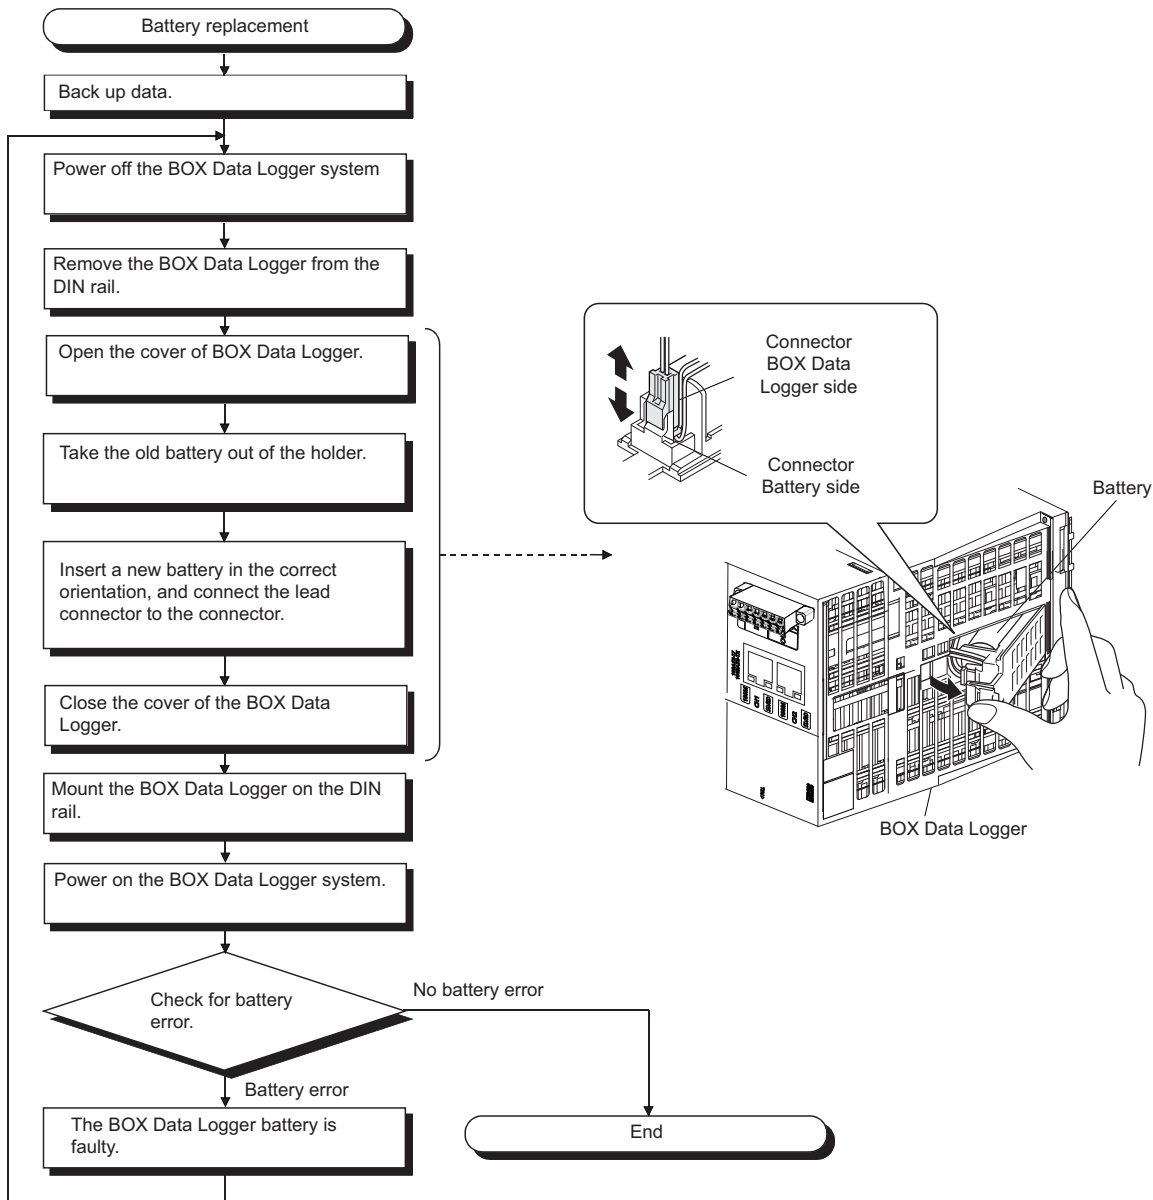 Battery replacement
Back up data.
Power off the BOX Data Logger system
Remove the BOX Data Logger from the
DIN rail.
Open the cover of BOX Data Logger.
Take the old battery out of the holder.
Insert a new battery in the correct
orientation, and connect the lead
connector to the connector.
Close the cover of the BOX Data
Logger.
Mount the BOX Data Logger on the DIN
rail.
Power on the BOX Data Logger system.
Check for battery
error.
No battery error
Battery error
The BOX Data Logger battery is
faulty.
End
Connector
BOX Data
Logger side
Connector
Battery side
Battery
CH1
CH2
BOX Data Logger